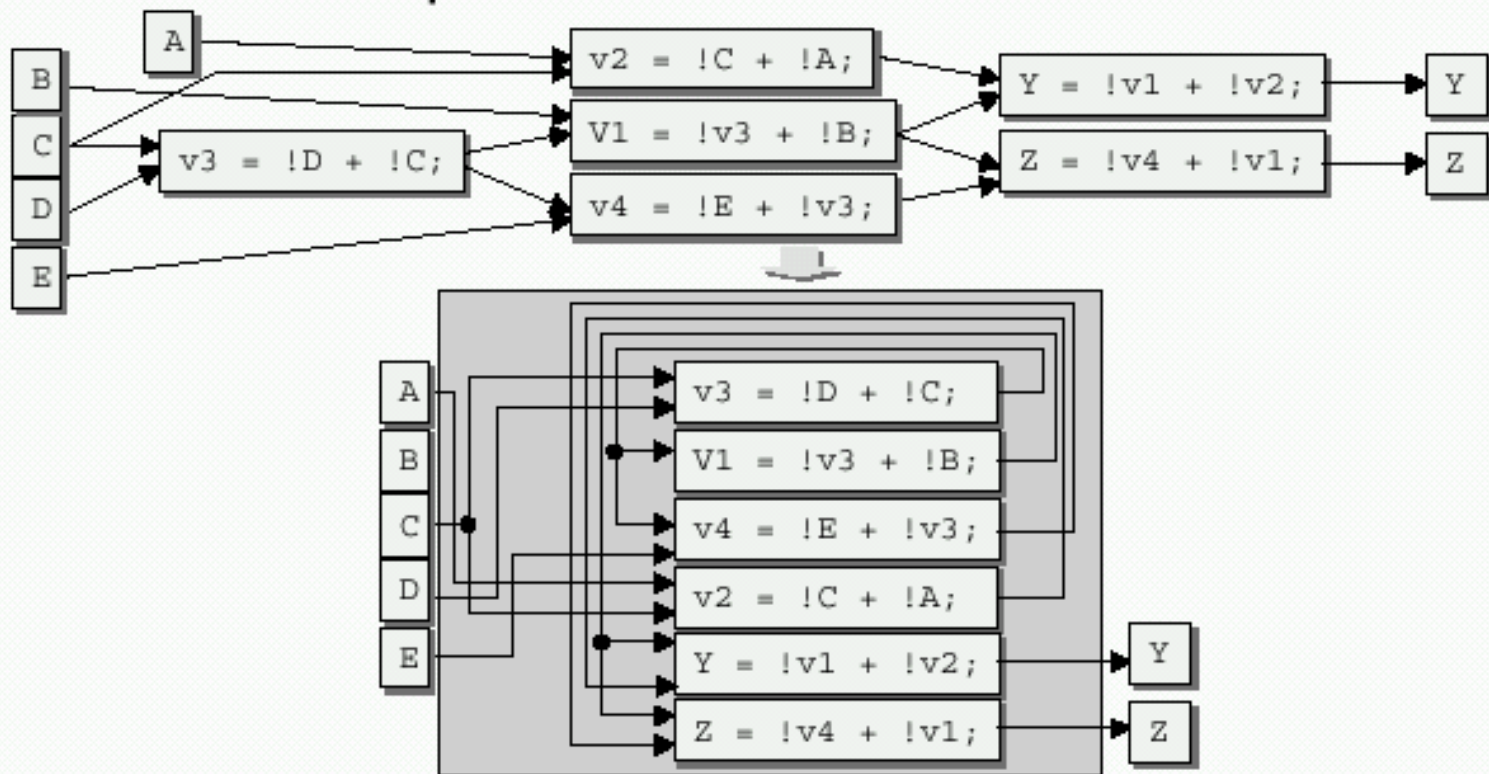 A
B
C
D
E
v2 = !C + !A;
V1 = !v3 + !B;
v3 = !D + !C;
v4 = !E + !v3;
Y = !v1 + !v2;
Z = !v4 + !v1;
Y
Z
A
B
C
D
E
v3 = !D + !C;
V1 = !v3 + !B;
v4 = !E + !v3;
v2 = !C + !A;
Y = !v1 + !v2;
Z = !v4 + !v1;
Y
Z